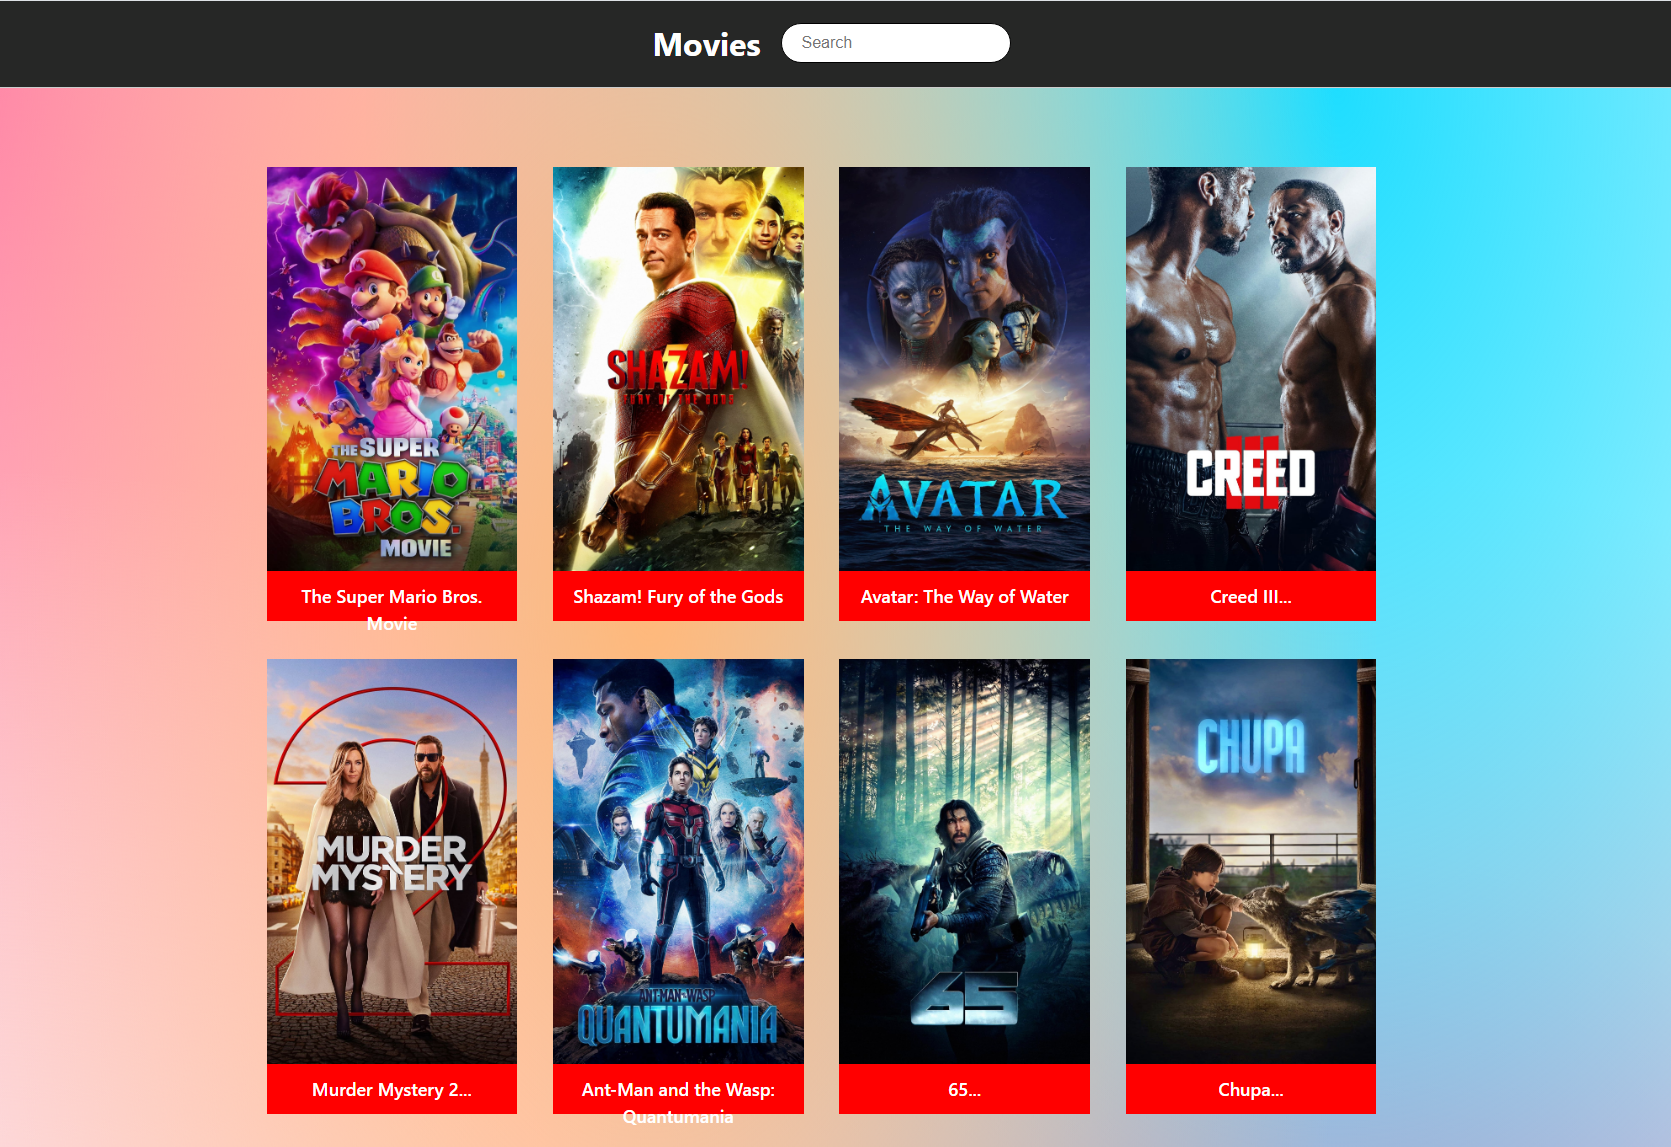 Movies
Search
THE SUPER
MARIO
BROS.
MOVIE
SHAZAM!
FURY OF THE GODS
AVATAR
THE WAY OF WATER
CREED
III
The Super Mario Bros.
Movie
Shazam! Fury of the Gods
Avatar: The Way of Water
Creed III...
MURDER
MYSTERY
2
ANT-MAN AND THE WASP
QUANTUMANIA
65
CHUPA
Murder Mystery 2...
Ant-Man and the Wasp:
Quantumania
65...
Chupa...